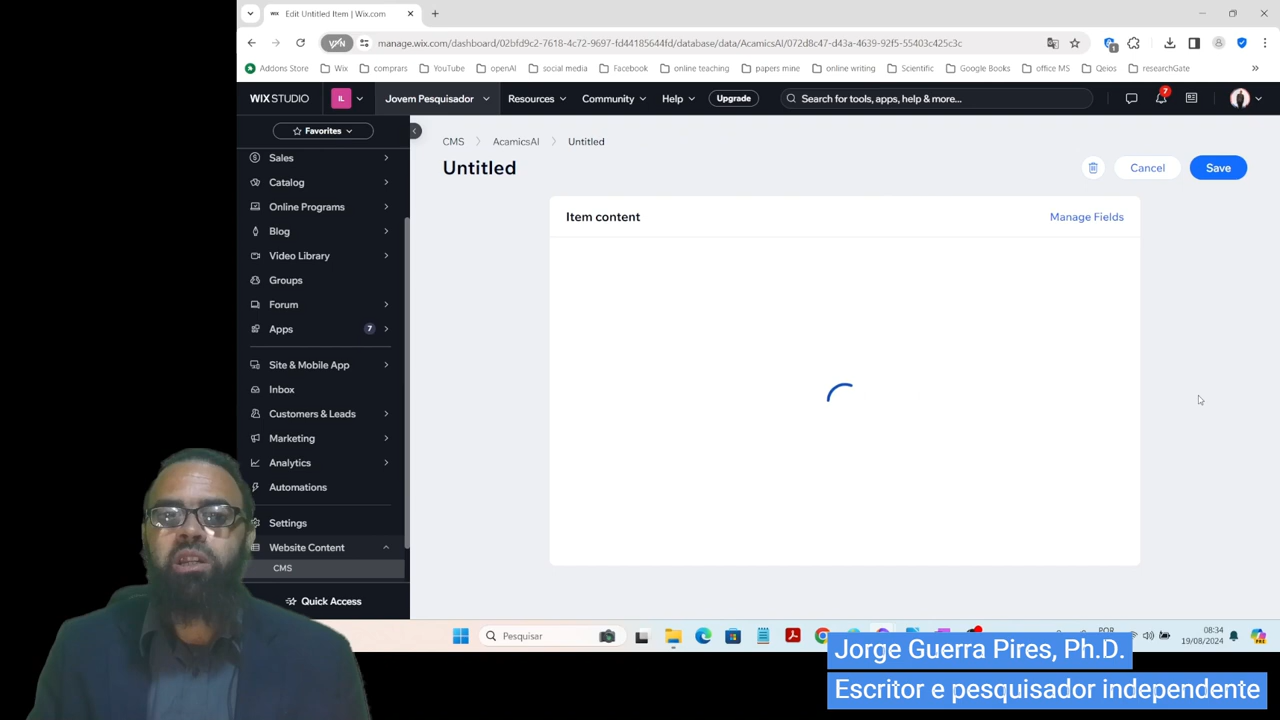 Edit Untitled Item | Wix.com
manage.wix.com/dashboard/02bfd9c2-7618-4c72-9697-fd44185644fd/database/data/AcamicsAI/072d8c47-d43a-4639-92f5-55403c425c3c
Addons Store Wix comprars YouTube openAI social media Facebook online teaching papers mine online writing Scientific Google Books office MS Qeios researchGate
WIX STUDIO IL Jovem Pesquisador Resources Community Help Upgrade Search for tools, apps, help & more... 7
Favorites
Sales
Catalog
Online Programs
Blog
Video Library
Groups
Forum
Apps 7
Site & Mobile App
Inbox
Customers & Leads
Marketing
Analytics
Automations
Settings
Website Content
CMS
Quick Access
CMS AcamicsAI Untitled
Untitled
Cancel Save
Item content Manage Fields
Pesquisar
POR
08:34
19/08/2024
Jorge Guerra Pires, Ph.D.
Escritor e pesquisador independente